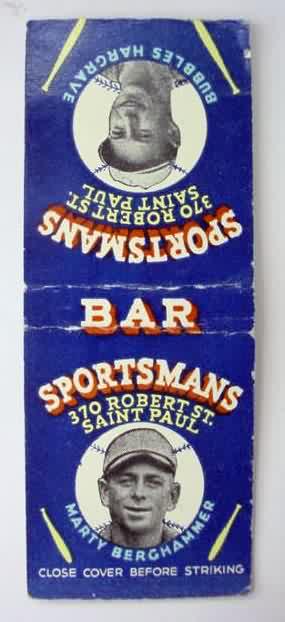 BUBBLES HARGRAVE
370 ROBERT ST.
SAINT PAUL
SPORTSMANS
BAR
SPORTSMANS
370 ROBERT ST.
SAINT PAUL
MARTY BERGHAMMER
CLOSE COVER BEFORE STRIKING